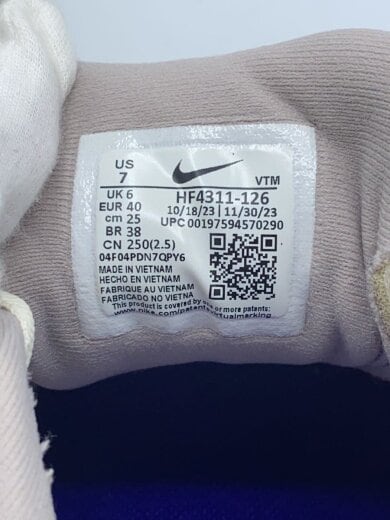 US
7
VTM
UK 6
EUR 40
cm 25
BR 38
CN 250(2.5)
HF4311-126
10/18/23 | 11/30/23
UPC 00197594570290
04F04PDN7QPY6
MADE IN VIETNAM
HECHO EN VIETNAM
FABRIQUE AU VIETNAM
FABRICADO NO VIETNA
This product is covered by one or more patents.